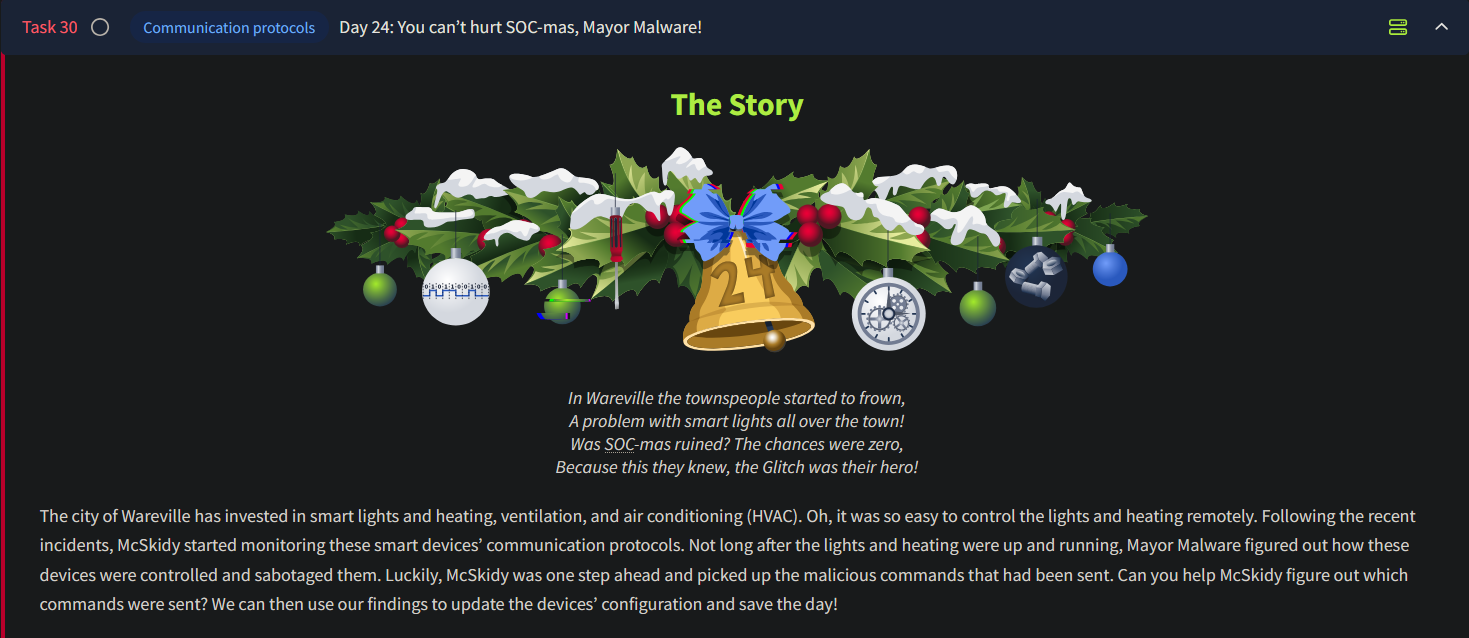 Task 30 Communication protocols Day 24: You can’t hurt SOC-mas, Mayor Malware!
The Story
01010101010
24
In Wareville the townspeople started to frown,
A problem with smart lights all over the town!
Was SOC-mas ruined? The chances were zero,
Because this they knew, the Glitch was their hero!
The city of Wareville has invested in smart lights and heating, ventilation, and air conditioning (HVAC). Oh, it was so easy to control the lights and heating remotely. Following the recent
incidents, McSkidy started monitoring these smart devices’ communication protocols. Not long after the lights and heating were up and running, Mayor Malware figured out how these
devices were controlled and sabotaged them. Luckily, McSkidy was one step ahead and picked up the malicious commands that had been sent. Can you help McSkidy figure out which
commands were sent? We can then use our findings to update the devices’ configuration and save the day!